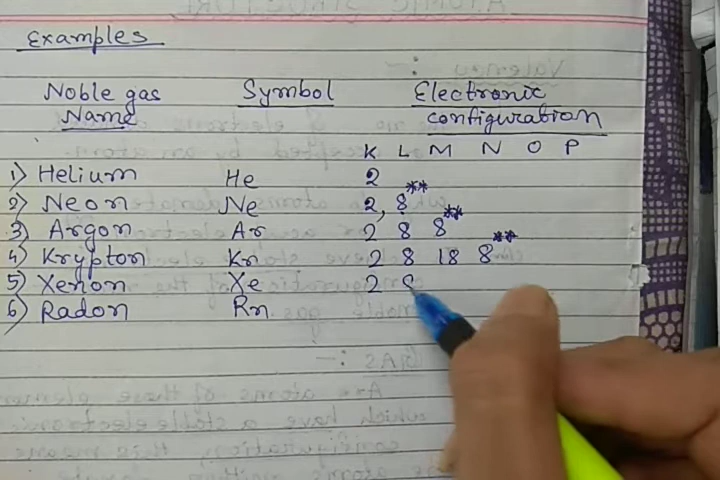 Examples
Noble gas Name Symbol Electronic configuration
K L M N O P
1) Helium He 2
2) Neon Ne 2, 8**
3) Argon Ar 2 8 8**
4) Krypton Kr 2 8 18 8**
5) Xenon Xe 2 8
6) Radon Rn